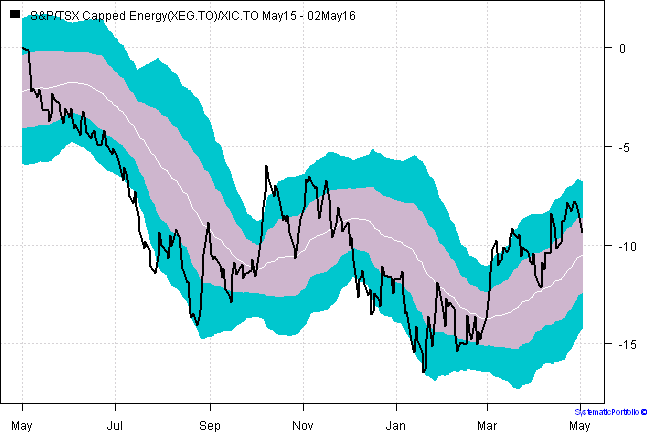 S&P/TSX Capped Energy(XEG.TO)/XIC.TO May15 - 02May16
0
-5
-10
-15
SystematicPortfolio ©
May Jul Sep Nov Jan Mar May